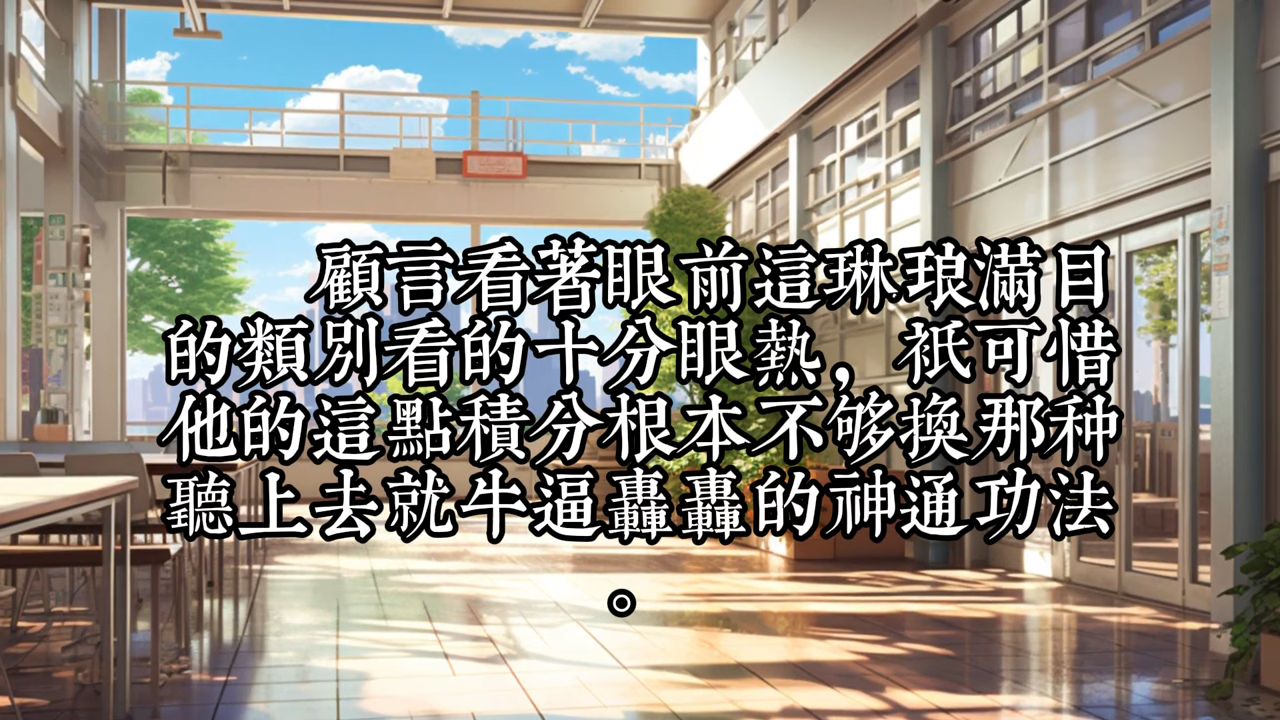 顧言看著眼前這琳琅滿目
的類別看的十分眼熱，祇可惜
他的這點積分根本不够換那种
聽上去就牛逼轟轟的神通功法
。